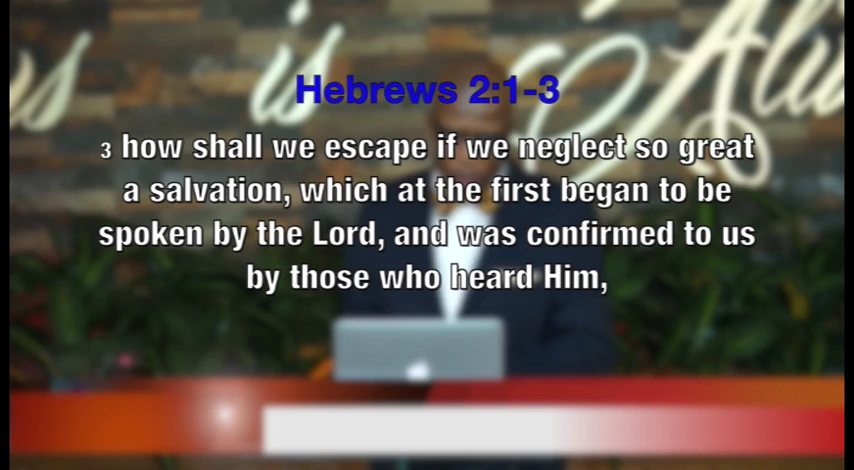 is
Hebrews 2:1-3
3 how shall we escape if we neglect so great
a salvation, which at the first began to be
spoken by the Lord, and was confirmed to us
by those who heard Him,